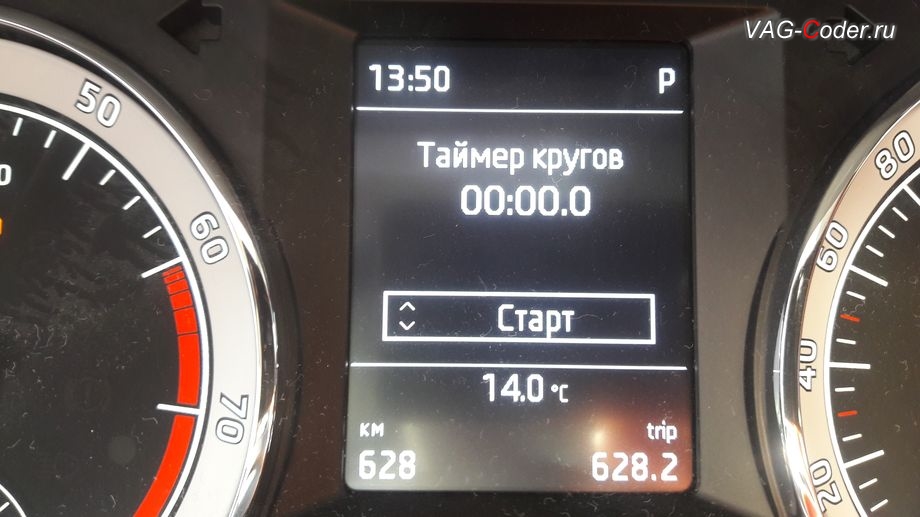 VAG-Coder.ru
13:50 P
Таймер кругов
00:00.0
Старт
14.0 °C
км trip
628 628.2
50
60
70
80
60
40
20